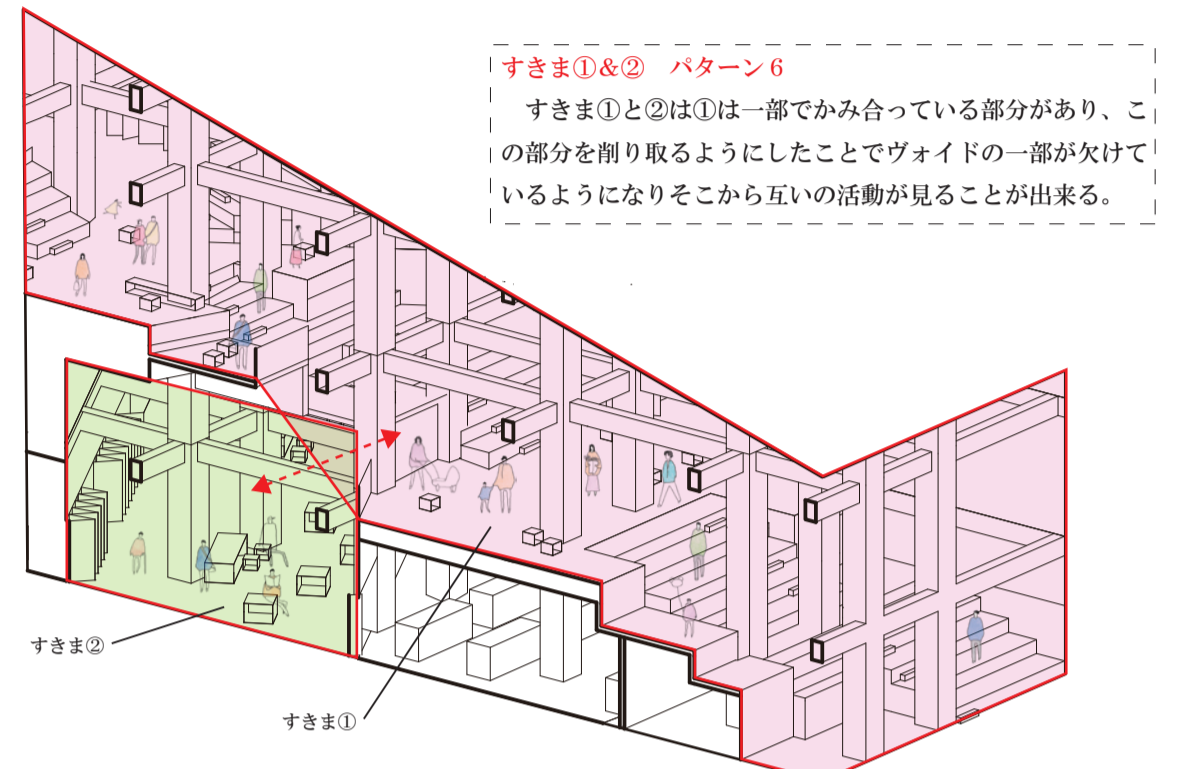 すきま①&② パターン 6
　すきま①と②は①は一部でかみ合っている部分があり、こ
の部分を削り取るようにしたことでヴォイドの一部が欠けて
いるようになりそこから互いの活動が見ることが出来る。
すきま②
すきま①